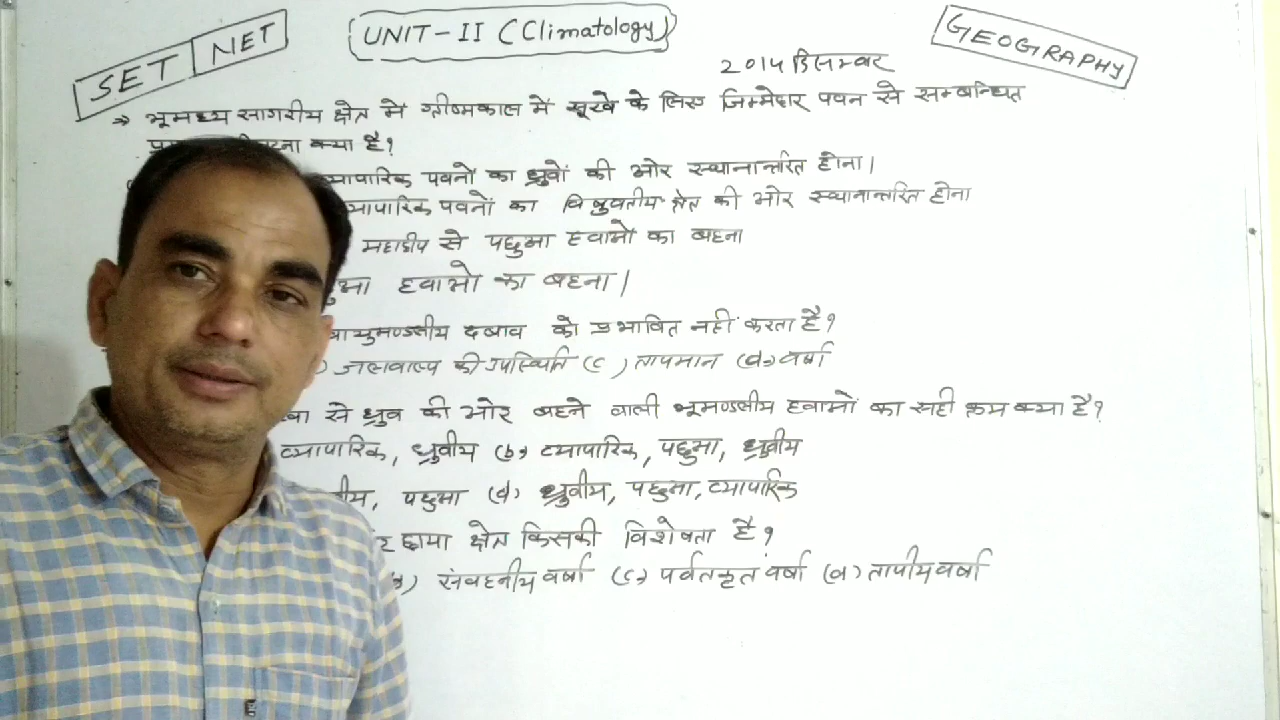 SET NET
UNIT-II (Climatology)
GEOGRAPHY
2014 दिसम्बर
→ भूमध्य सागरीय क्षेत्र में ग्रीष्मकाल में सूखे के लिए जिम्मेदार पवन से सम्बन्धित
क्या है?
व्यापारिक पवनों का ध्रुवों की ओर स्थानान्तरित होना।
व्यापारिक पवनों का विषुवतीय क्षेत्र की ओर स्थानान्तरित होना
महाद्वीप से पछुआ हवाओं का बहना
हवाओं का बहना।
वायुमण्डलीय दबाव को प्रभावित नहीं करता है?
) जलवाष्प की उपस्थिति (c) तापमान (d) वर्षा
से ध्रुव की ओर बहने वाली भूमण्डलीय हवाओं का सही क्रम क्या है?
व्यापारिक, ध्रुवीय (b) व्यापारिक, पछुआ, ध्रुवीय
पछुआ (d) ध्रुवीय, पछुआ, व्यापारिक
छाया क्षेत्र किसकी विशेषता है?
) संवहनीय वर्षा (c) पर्वतकृत वर्षा (d) तापीय वर्षा